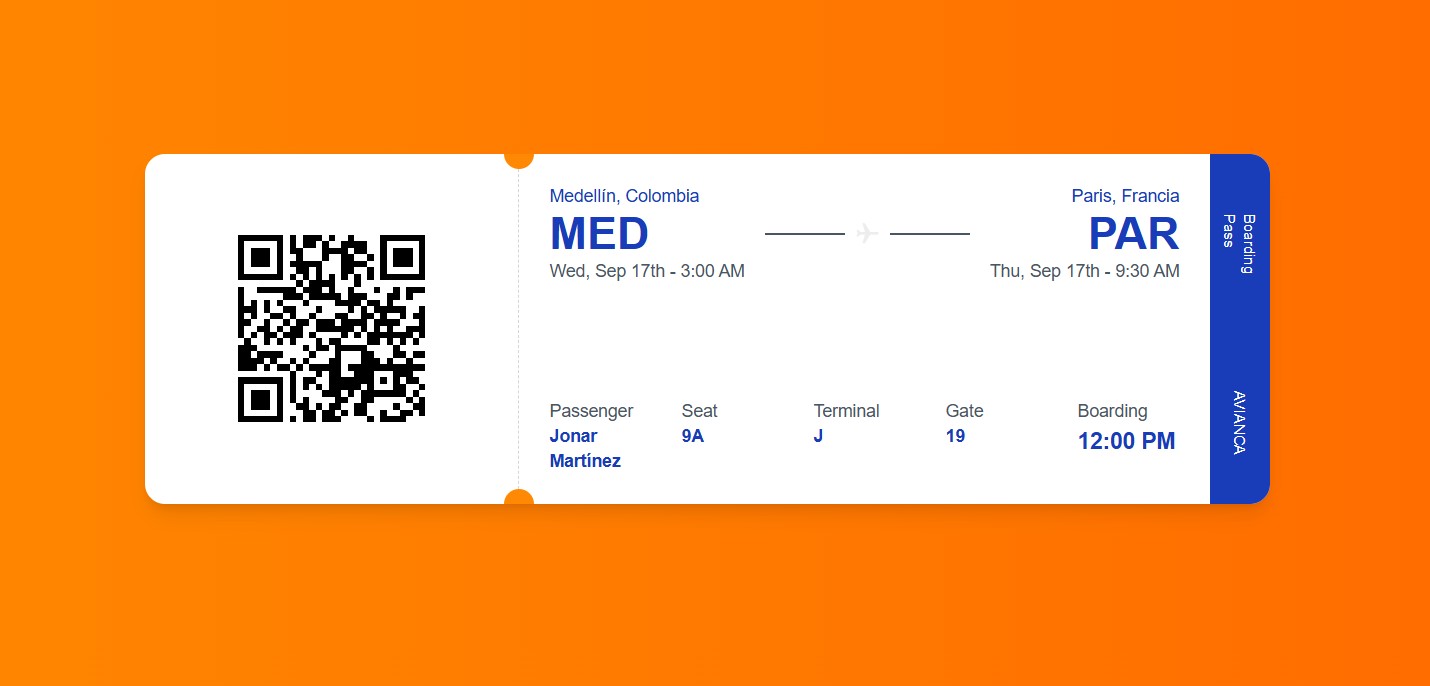 Medellín, Colombia
MED
Wed, Sep 17th - 3:00 AM
Paris, Francia
PAR
Thu, Sep 17th - 9:30 AM
Passenger
Jonar
Martínez
Seat
9A
Terminal
J
Gate
19
Boarding
12:00 PM
Boarding
Pass
AVIANCA